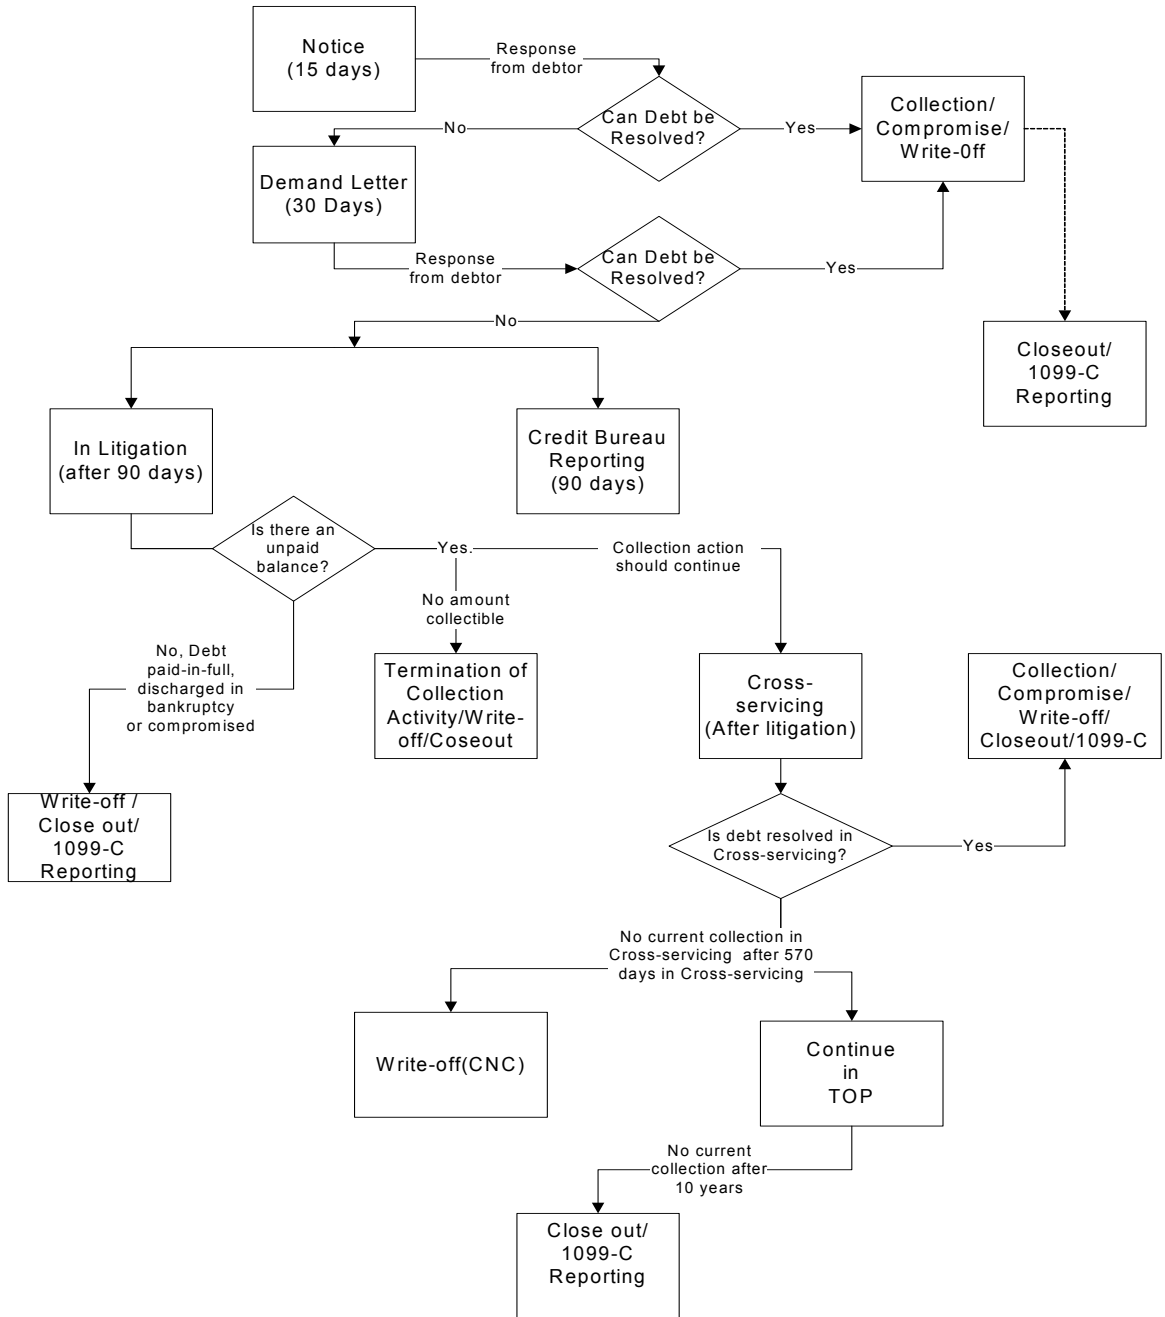 Notice
(15 days)
Response
from debtor
Can Debt be
Resolved?
Collection/
Compromise/
Write-0ff
No
Yes
Demand Letter
(30 Days)
Response
from debtor
Can Debt be
Resolved?
Yes
No
Closeout/
1099-C
Reporting
In Litigation
(after 90 days)
Credit Bureau
Reporting
(90 days)
Is there an
unpaid
balance?
Yes.
Collection action
should continue
No amount
collectible
No, Debt
paid-in-full,
discharged in
bankruptcy
or compromised
Termination of
Collection
Activity/Write-
off/Coseout
Cross-
servicing
(After litigation)
Collection/
Compromise/
Write-off/
Closeout/1099-C
Write-off /
Close out/
1099-C
Reporting
Is debt resolved in
Cross-servicing?
Yes
No current collection in
Cross-servicing after 570
days in Cross-servicing
Write-off(CNC)
Continue
in
TOP
No current
collection after
10 years
Close out/
1099-C
Reporting